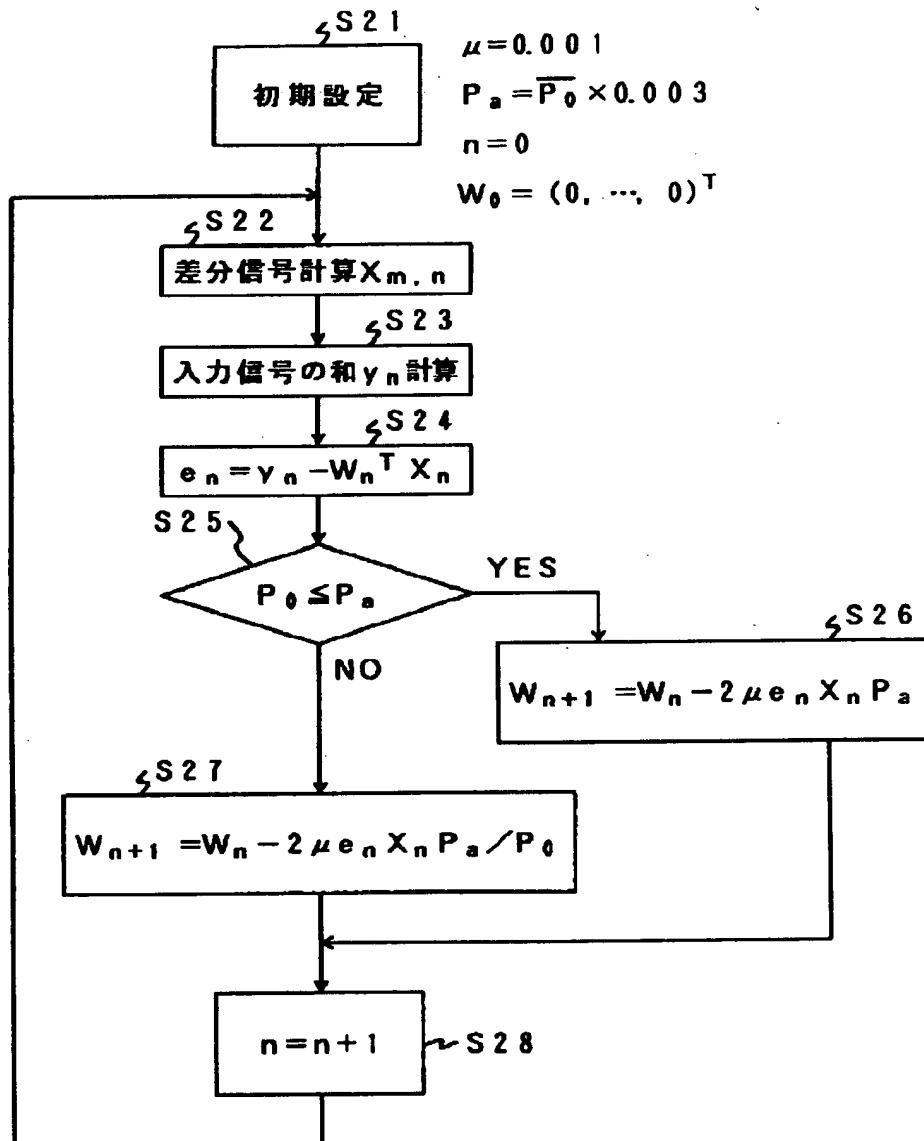 S21
初期設定
μ=0.001
Pₐ=P̅₀×0.003
n=0
W₀=(0, …, 0)ᵀ
S22
差分信号計算Xₘ,ₙ
S23
入力信号の和yₙ計算
S24
eₙ=yₙ-Wₙᵀ Xₙ
S25
P₀≦Pₐ
YES
NO
S26
Wₙ₊₁=Wₙ-2μeₙXₙPₐ
S27
Wₙ₊₁=Wₙ-2μeₙXₙPₐ/P₀
n=n+1
S28